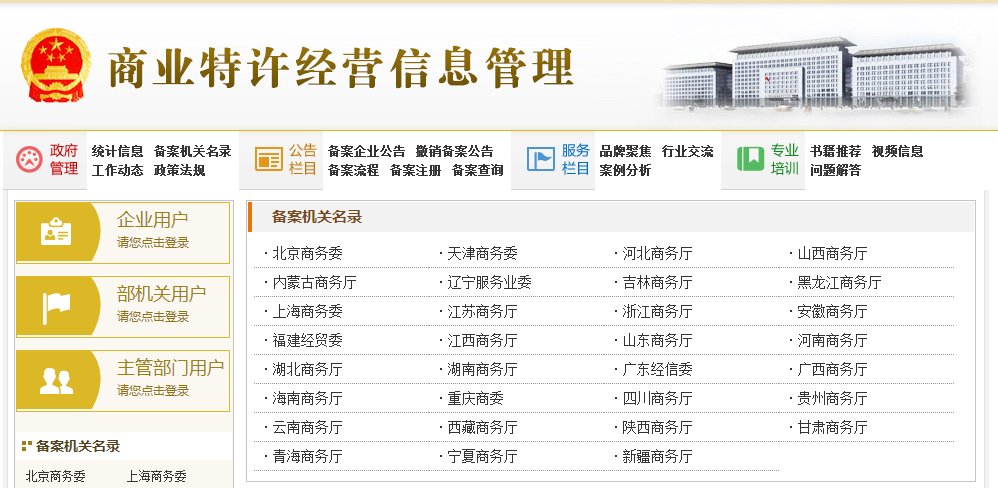 商业特许经营信息管理
政府管理
统计信息 备案机关名录
工作动态 政策法规
公告栏目
备案企业公告 撤销备案公告
备案流程 备案注册 备案查询
服务栏目
品牌聚焦 行业交流
案例分析
专业培训
书籍推荐 视频信息
问题解答
企业用户
请您点击登录
部机关用户
请您点击登录
主管部门用户
请您点击登录
备案机关名录
北京商务委 上海商务委
备案机关名录
· 北京商务委 · 天津商务委 · 河北商务厅 · 山西商务厅
· 内蒙古商务厅 · 辽宁服务业委 · 吉林商务厅 · 黑龙江商务厅
· 上海商务委 · 江苏商务厅 · 浙江商务厅 · 安徽商务厅
· 福建经贸委 · 江西商务厅 · 山东商务厅 · 河南商务厅
· 湖北商务厅 · 湖南商务厅 · 广东经信委 · 广西商务厅
· 海南商务厅 · 重庆商委 · 四川商务厅 · 贵州商务厅
· 云南商务厅 · 西藏商务厅 · 陕西商务厅 · 甘肃商务厅
· 青海商务厅 · 宁夏商务厅 · 新疆商务厅